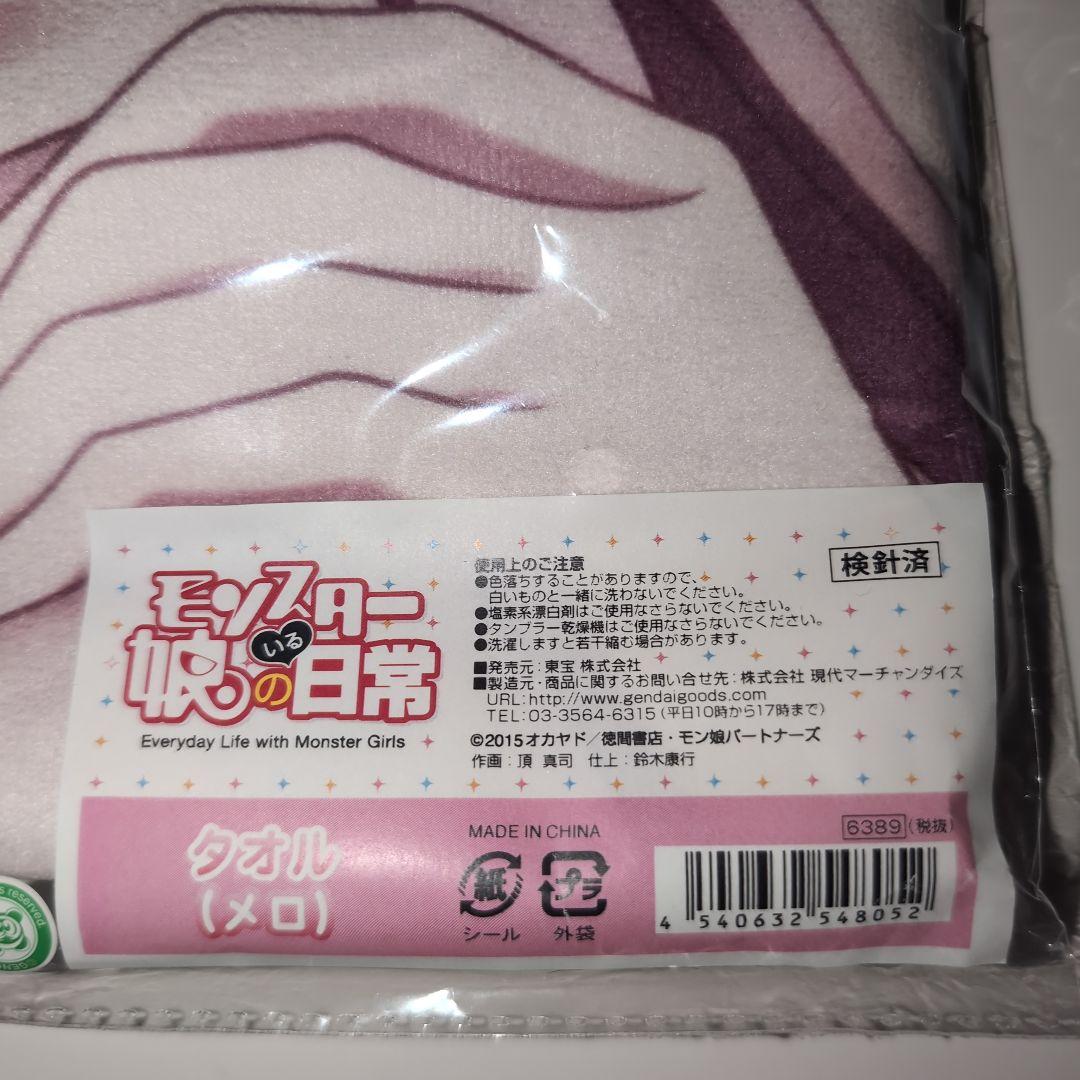 モンスター
娘のいる日常
Everyday Life with Monster Girls
使用上のご注意
●色落ちすることがありますので、
白いものと一緒に洗わないでください。
●塩素系漂白剤はご使用なさらないでください。
●タンブラー乾燥機はご使用なさらないでください。
●洗濯しますと若干縮む場合があります。
■発売元：東宝 株式会社
■製造元・商品に関するお問い合せ先：株式会社 現代マーチャンダイズ
URL:http://www.gendaigoods.com
TEL:03-3564-6315(平日10時から17時まで)
©2015オカヤド／徳間書店・モン娘パートナーズ
作画：頂 真司 仕上：鈴木康行
検針済
タオル
(メロ)
MADE IN CHINA
紙
シール
プラ
外袋
6389 (税抜)
4 540632 548052
reserved